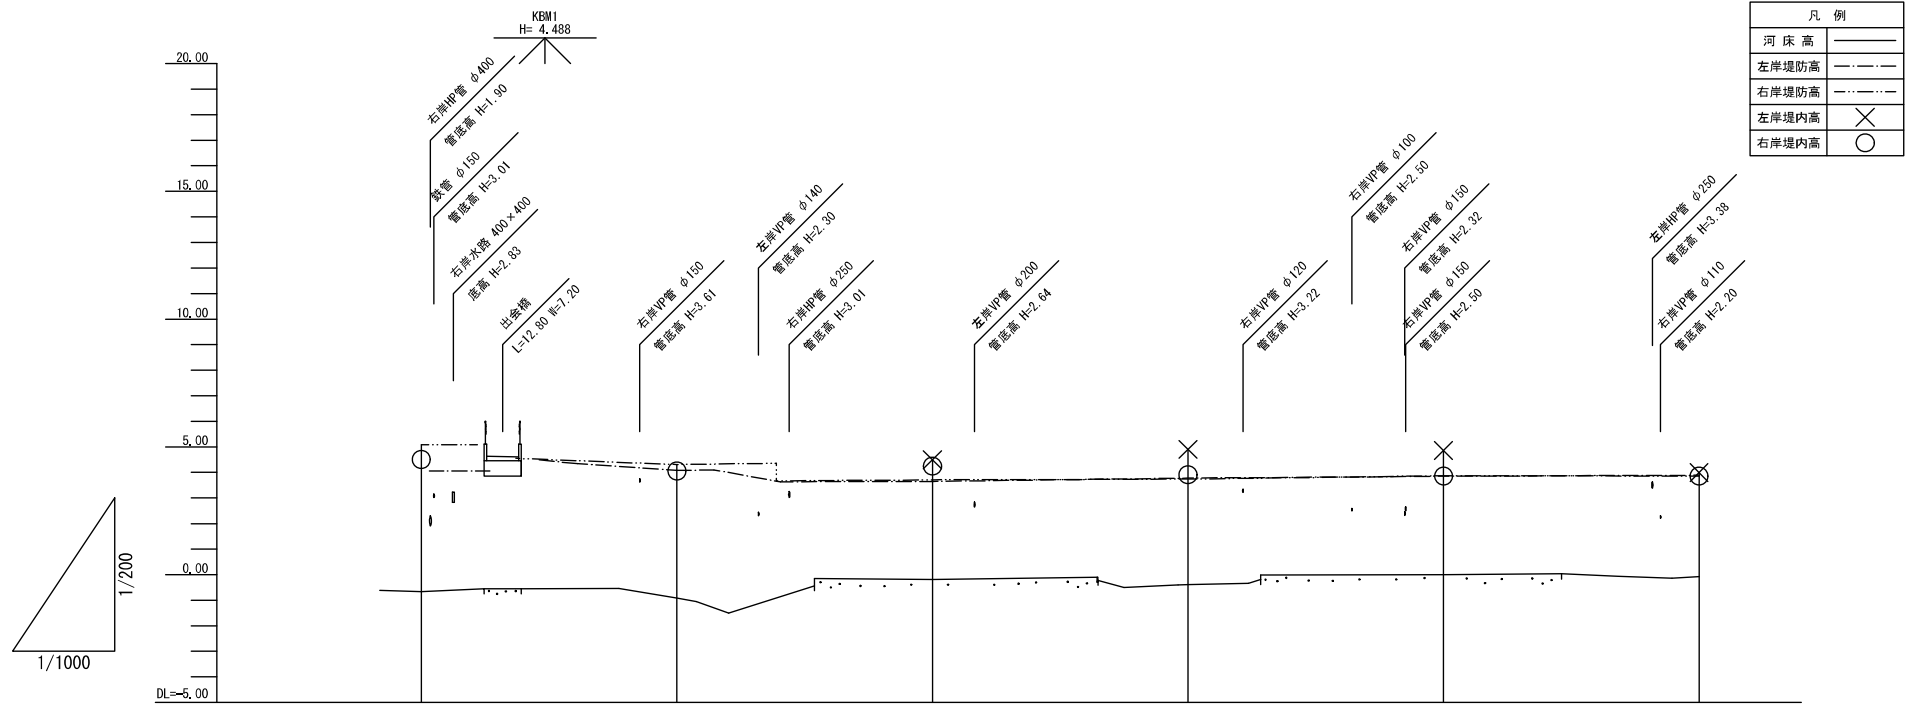 KBM1
H= 4.488
凡 例
河 床 高
左岸堤防高
右岸堤防高
左岸堤内高
右岸堤内高
20.00
15.00
10.00
5.00
0.00
DL=-5.00
右岸HP管 φ400
管底高 H=1.90
鉄管 φ150
管底高 H=3.01
右岸水路 400×400
底高 H=2.83
出会橋
L=12.80 W=7.20
右岸VP管 φ150
管底高 H=3.61
左岸VP管 φ140
管底高 H=2.30
右岸HP管 φ250
管底高 H=3.01
左岸VP管 φ200
管底高 H=2.64
右岸VP管 φ120
管底高 H=3.22
右岸VP管 φ100
管底高 H=2.50
右岸VP管 φ150
管底高 H=2.32
右岸VP管 φ150
管底高 H=2.50
左岸HP管 φ250
管底高 H=3.38
右岸VP管 φ110
管底高 H=2.20
1/200
1/1000